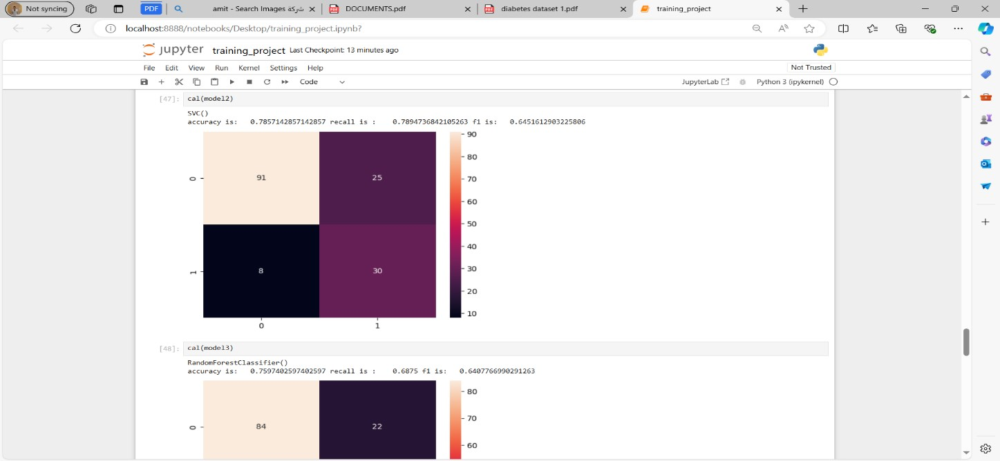 Not syncing
PDF
amit - Search Images شركة
DOCUMENTS.pdf
diabetes dataset 1.pdf
training_project
localhost:8888/notebooks/Desktop/training_project.ipynb?
jupyter training_project Last Checkpoint: 13 minutes ago
File Edit View Run Kernel Settings Help
Not Trusted
Code
JupyterLab
Python 3 (ipykernel)
[47]: cal(model2)
SVC()
accuracy is: 0.7857142857142857 recall is : 0.7894736842105263 f1 is: 0.6451612903225806
90
80
70
60
50
40
30
20
10
0
91
25
1
8
30
0
1
[48]: cal(model3)
RandomForestClassifier()
accuracy is: 0.7597402597402597 recall is : 0.6875 f1 is: 0.6407766990291263
80
70
60
0
84
22